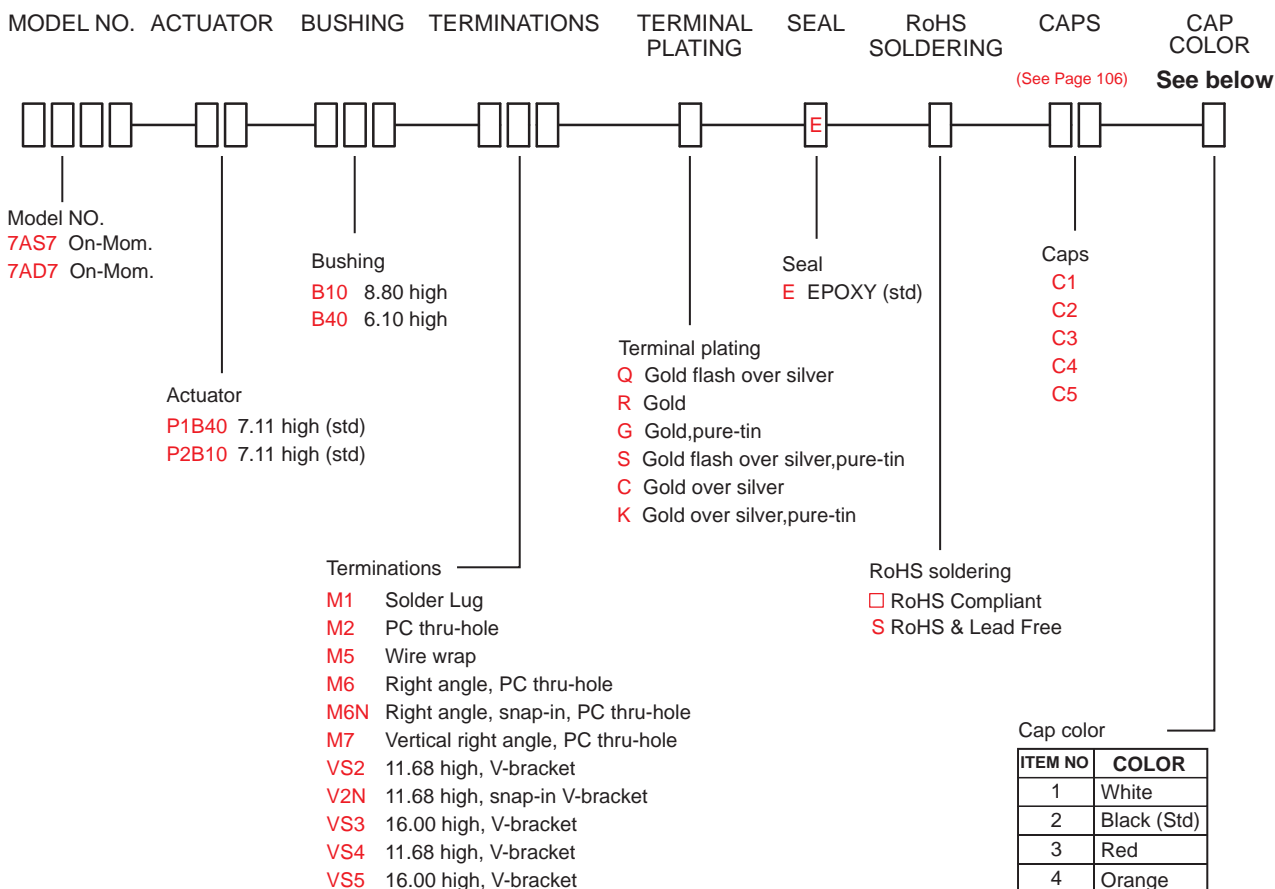 MODEL NO. ACTUATOR BUSHING TERMINATIONS TERMINAL PLATING SEAL RoHS SOLDERING CAPS CAP COLOR
(See Page 106) See below
E
Model NO.
7AS7 On-Mom.
7AD7 On-Mom.
Actuator
P1B40 7.11 high (std)
P2B10 7.11 high (std)
Bushing
B10 8.80 high
B40 6.10 high
Terminations
M1 Solder Lug
M2 PC thru-hole
M5 Wire wrap
M6 Right angle, PC thru-hole
M6N Right angle, snap-in, PC thru-hole
M7 Vertical right angle, PC thru-hole
VS2 11.68 high, V-bracket
V2N 11.68 high, snap-in V-bracket
VS3 16.00 high, V-bracket
VS4 11.68 high, V-bracket
VS5 16.00 high, V-bracket
Terminal plating
Q Gold flash over silver
R Gold
G Gold,pure-tin
S Gold flash over silver,pure-tin
C Gold over silver
K Gold over silver,pure-tin
Seal
E EPOXY (std)
RoHS soldering
□ RoHS Compliant
S RoHS & Lead Free
Caps
C1
C2
C3
C4
C5
Cap color
ITEM NO COLOR
1 White
2 Black (Std)
3 Red
4 Orange